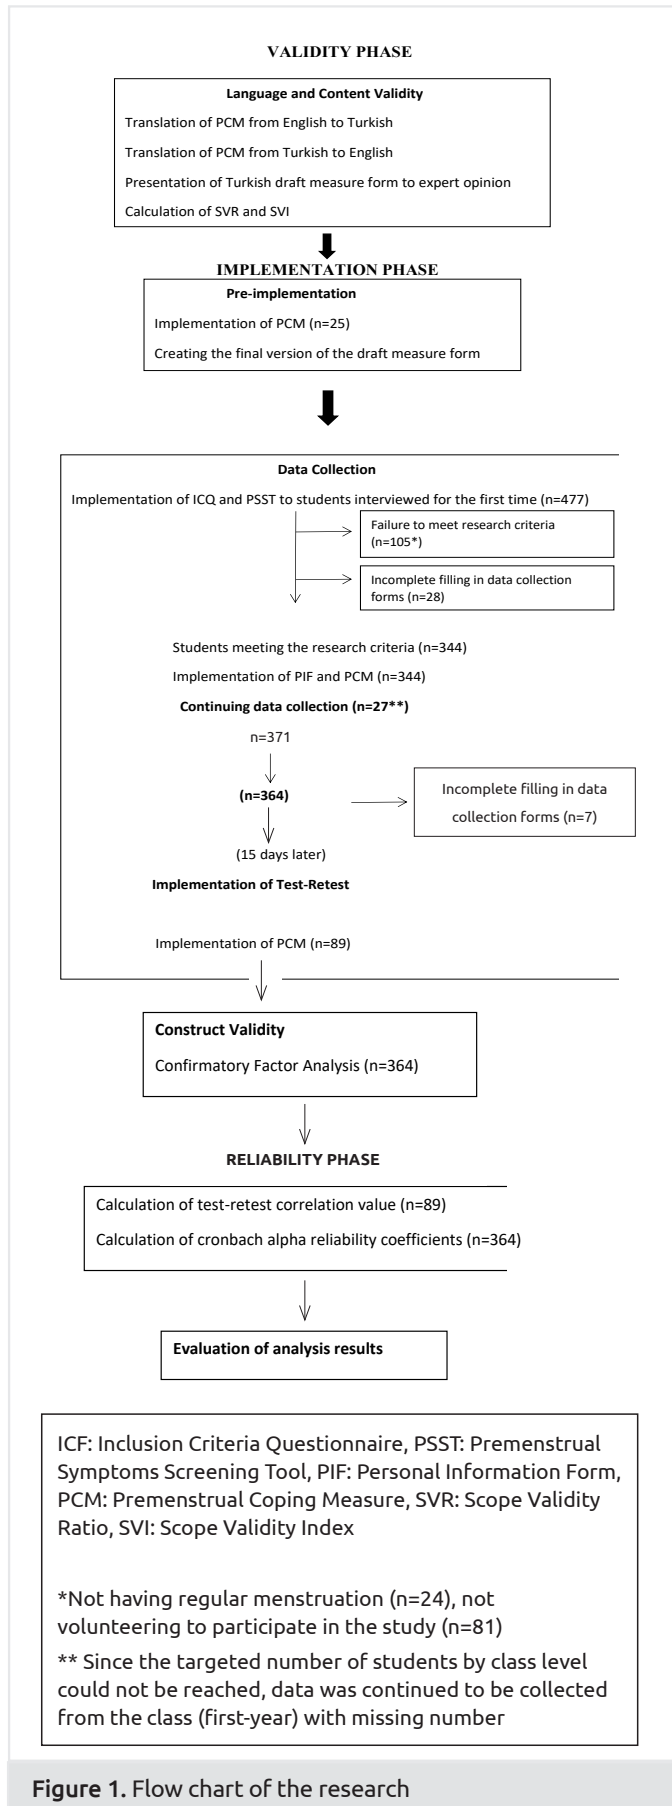 VALIDITY PHASE
Language and Content Validity
Translation of PCM from English to Turkish
Translation of PCM from Turkish to English
Presentation of Turkish draft measure form to expert opinion
Calculation of SVR and SVI
IMPLEMENTATION PHASE
Pre-implementation
Implementation of PCM (n=25)
Creating the final version of the draft measure form
Data Collection
Implementation of ICQ and PSST to students interviewed for the first time (n=477)
Failure to meet research criteria
(n=105*)
Incomplete filling in data collection
forms (n=28)
Students meeting the research criteria (n=344)
Implementation of PIF and PCM (n=344)
Continuing data collection (n=27**)
n=371
(n=364)
Incomplete filling in data
collection forms (n=7)
(15 days later)
Implementation of Test-Retest
Implementation of PCM (n=89)
Construct Validity
Confirmatory Factor Analysis (n=364)
RELIABILITY PHASE
Calculation of test-retest correlation value (n=89)
Calculation of cronbach alpha reliability coefficients (n=364)
Evaluation of analysis results
ICF: Inclusion Criteria Questionnaire, PSST: Premenstrual
Symptoms Screening Tool, PIF: Personal Information Form,
PCM: Premenstrual Coping Measure, SVR: Scope Validity
Ratio, SVI: Scope Validity Index
*Not having regular menstruation (n=24), not
volunteering to participate in the study (n=81)
** Since the targeted number of students by class level
could not be reached, data was continued to be collected
from the class (first-year) with missing number
Figure 1. Flow chart of the research